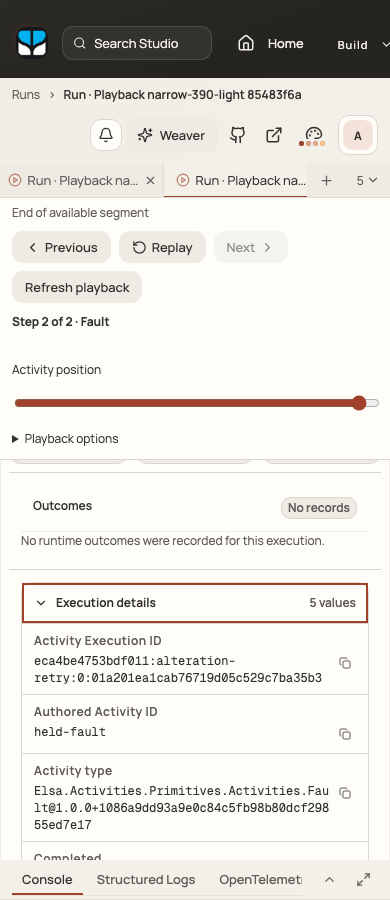 Search Studio
Home
Build
Runs › Run · Playback narrow-390-light 85483f6a
Weaver
A
Run · Playback na...
Run · Playback na...
5
End of available segment
Previous
Replay
Next
Refresh playback
Step 2 of 2 · Fault
Activity position
Playback options
Outcomes
No records
No runtime outcomes were recorded for this execution.
Execution details
5 values
Activity Execution ID
eca4be4753bdf011:alteration-
retry:0:01a201ea1cab76719d05c529c7ba35b3
Authored Activity ID
held-fault
Activity type
Elsa.Activities.Primitives.Activities.Fau
lt@1.0.0+1086a9dd93a9e0c84c5fb98b80dcf298
55ed7e17
Completed
Console
Structured Logs
OpenTelemet